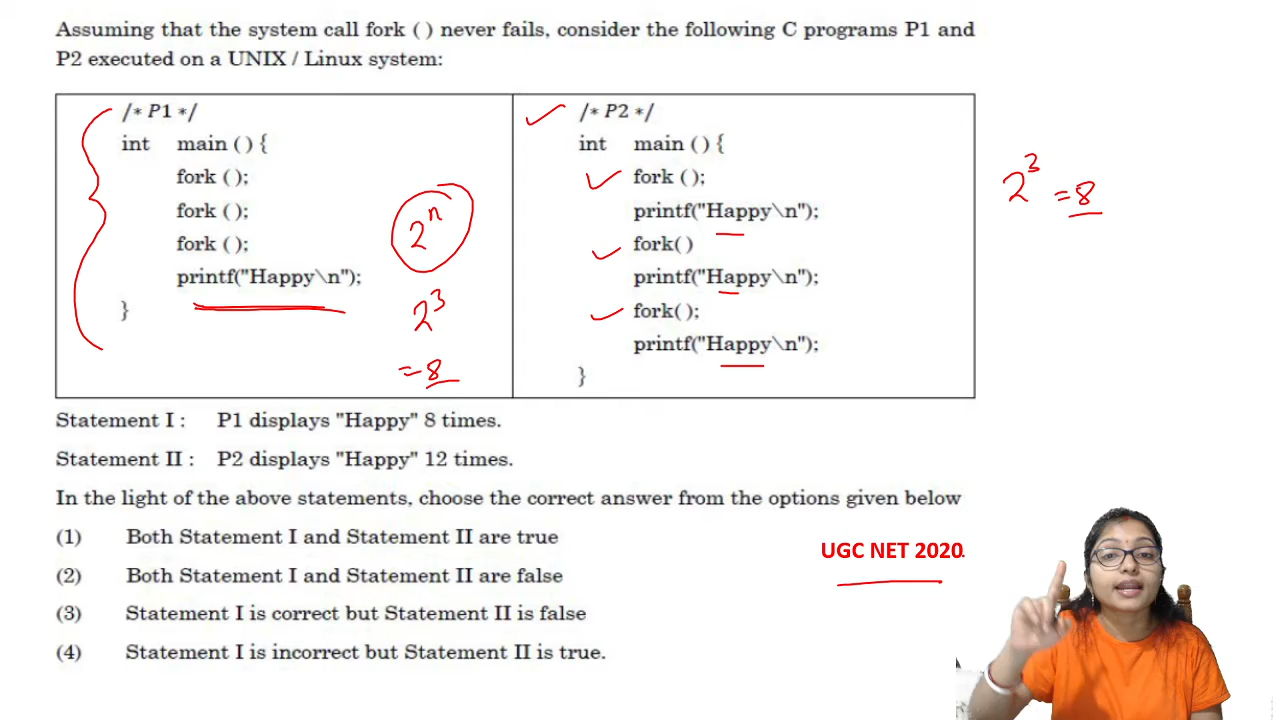 Assuming that the system call fork ( ) never fails, consider the following C programs P1 and
P2 executed on a UNIX / Linux system:
/* P1 */
int main ( ) {
fork ( );
fork ( );
fork ( );
printf("Happy\n");
}
2^n
2^3
=8
/* P2 */
int main ( ) {
fork ( );
printf("Happy\n");
fork( )
printf("Happy\n");
fork( );
printf("Happy\n");
}
2^3 =8
Statement I : P1 displays "Happy" 8 times.
Statement II : P2 displays "Happy" 12 times.
In the light of the above statements, choose the correct answer from the options given below
(1) Both Statement I and Statement II are true
(2) Both Statement I and Statement II are false
(3) Statement I is correct but Statement II is false
(4) Statement I is incorrect but Statement II is true.
UGC NET 2020